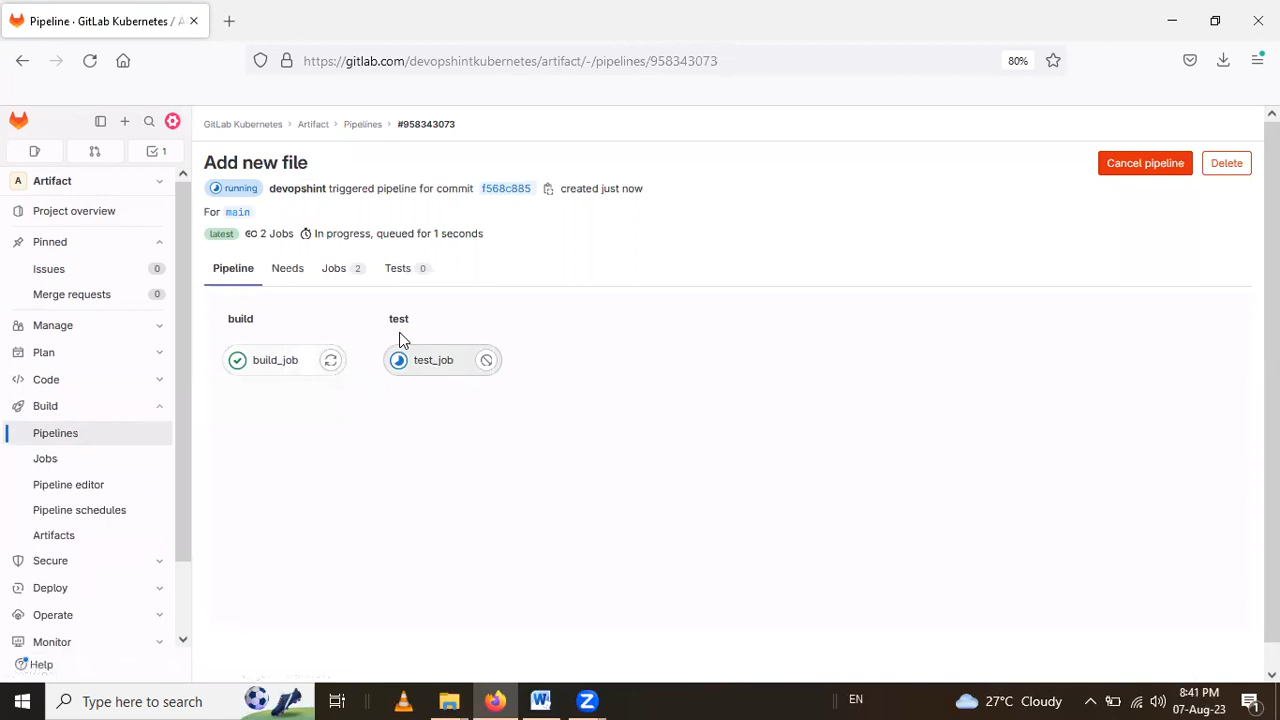 Pipeline · GitLab Kubernetes / A
https://gitlab.com/devopshintkubernetes/artifact/-/pipelines/958343073
80%
1
GitLab Kubernetes > Artifact > Pipelines > #958343073
A Artifact
Project overview
Pinned
Issues 0
Merge requests 0
Manage
Plan
Code
Build
Pipelines
Jobs
Pipeline editor
Pipeline schedules
Artifacts
Secure
Deploy
Operate
Monitor
Help
Add new file
Cancel pipeline
Delete
running devopshint triggered pipeline for commit f568c885 created just now
For main
latest 2 Jobs In progress, queued for 1 seconds
Pipeline Needs Jobs 2 Tests 0
build test
build_job test_job
Type here to search
EN
27°C Cloudy
8:41 PM
07-Aug-23
1